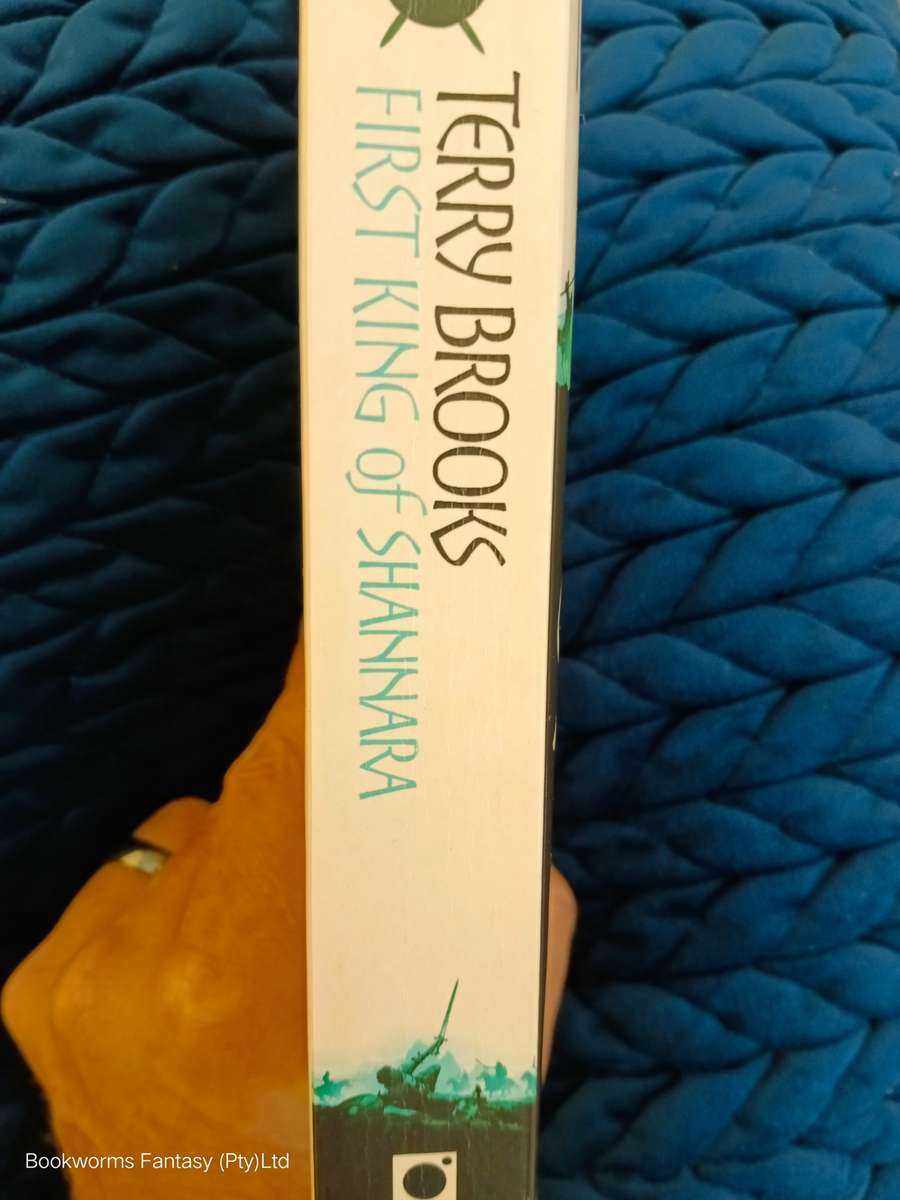 TERRY BROOKS
FIRST KING of SHANNARA
Bookworms Fantasy (Pty)Ltd